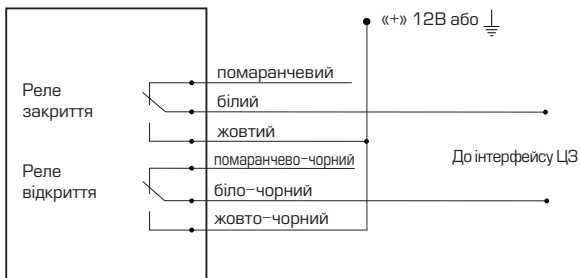 «+» 12В або
помаранчевий
Реле
закриття
білий
жовтий
помаранчево-чорний
До інтерфейсу ЦЗ
Реле
відкриття
біло-чорний
жовто-чорний